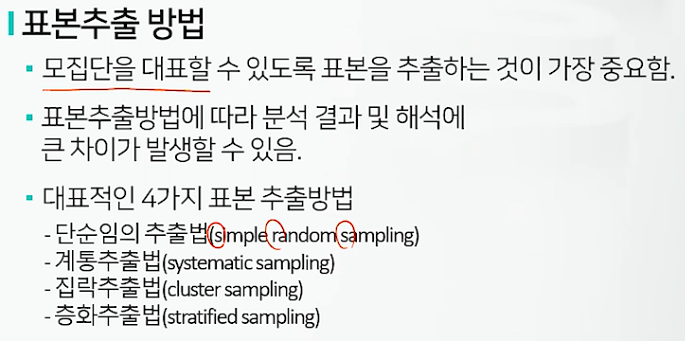 표본추출 방법
▪ 모집단을 대표할 수 있도록 표본을 추출하는 것이 가장 중요함.
▪ 표본추출방법에 따라 분석 결과 및 해석에
큰 차이가 발생할 수 있음.
▪ 대표적인 4가지 표본 추출방법
- 단순임의 추출법(simple random sampling)
- 계통추출법(systematic sampling)
- 집락추출법(cluster sampling)
- 층화추출법(stratified sampling)